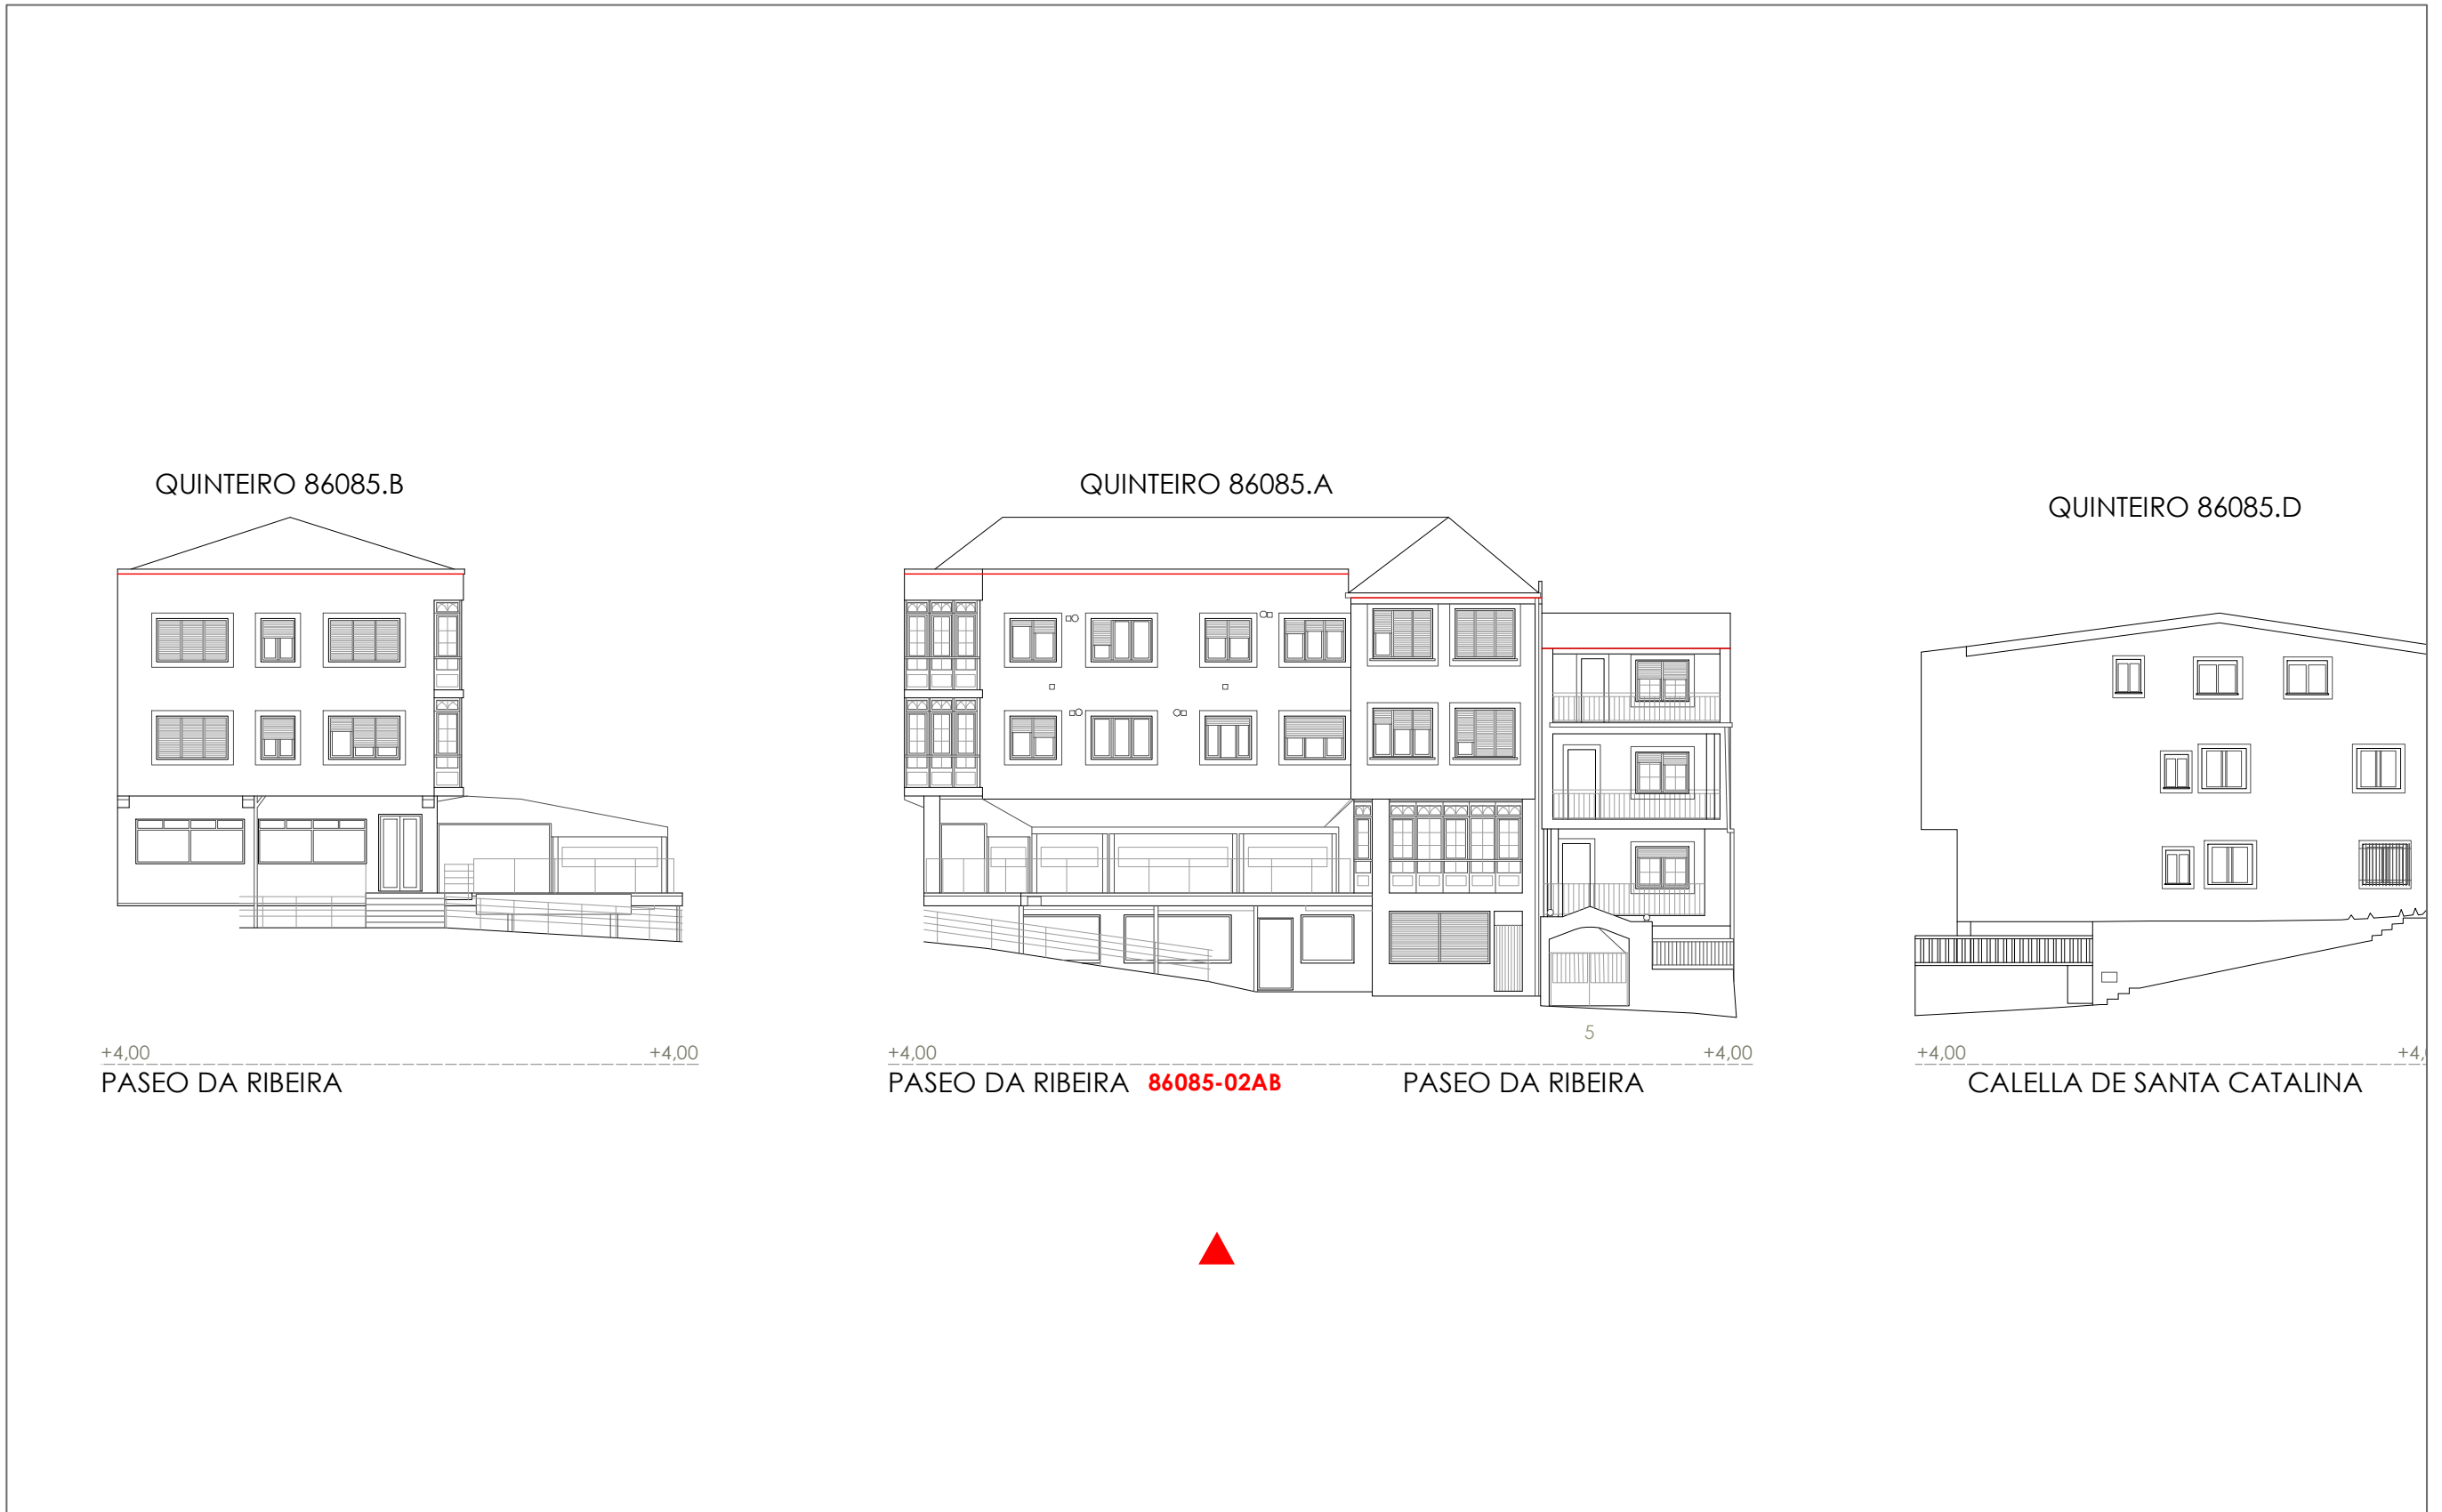 QUINTEIRO 86085.B
QUINTEIRO 86085.A
QUINTEIRO 86085.D
5
+4,00
+4,00
+4,00
+4,00
+4,00
PASEO DA RIBEIRA
PASEO DA RIBEIRA 86085-02AB
PASEO DA RIBEIRA
CALELLA DE SANTA CATALINA